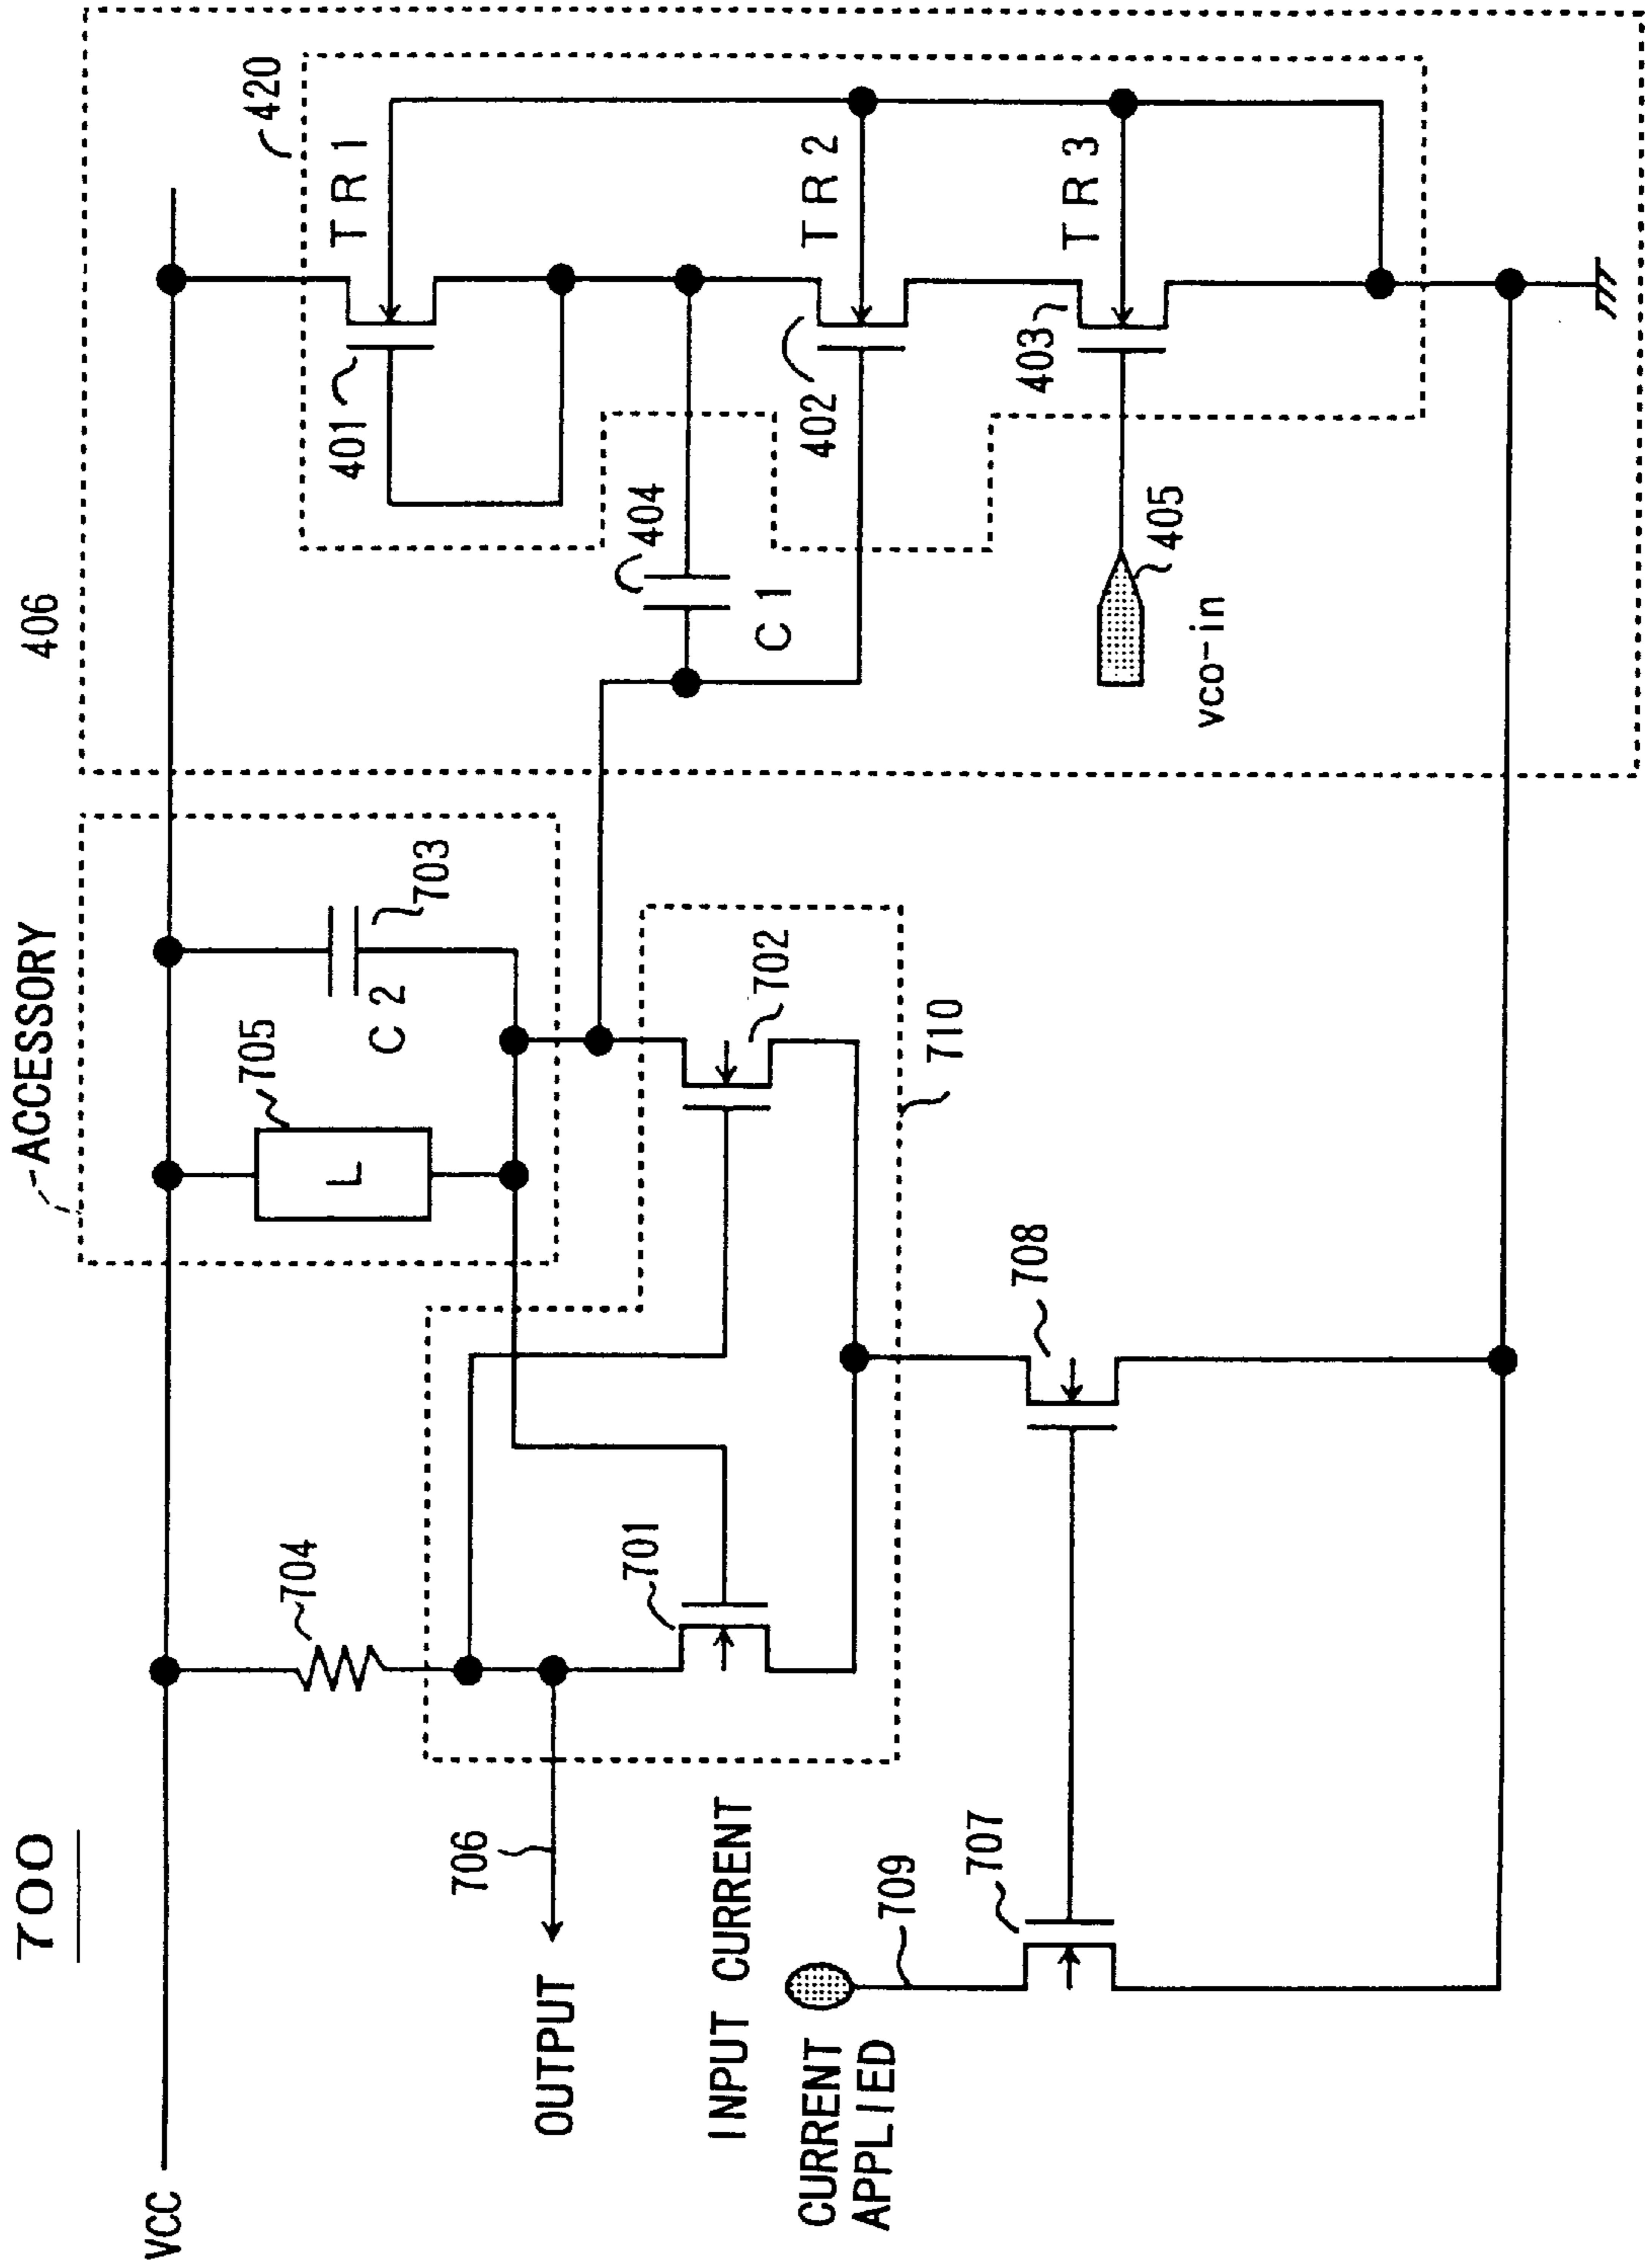 700
ACCESSORY
406
VCC
704
705
C2
703
420
TR1
401
404
C1
402
TR2
403
TR3
405
vco-in
706
OUTPUT
701
702
710
INPUT CURRENT
CURRENT
APPLIED
709
707
708
L